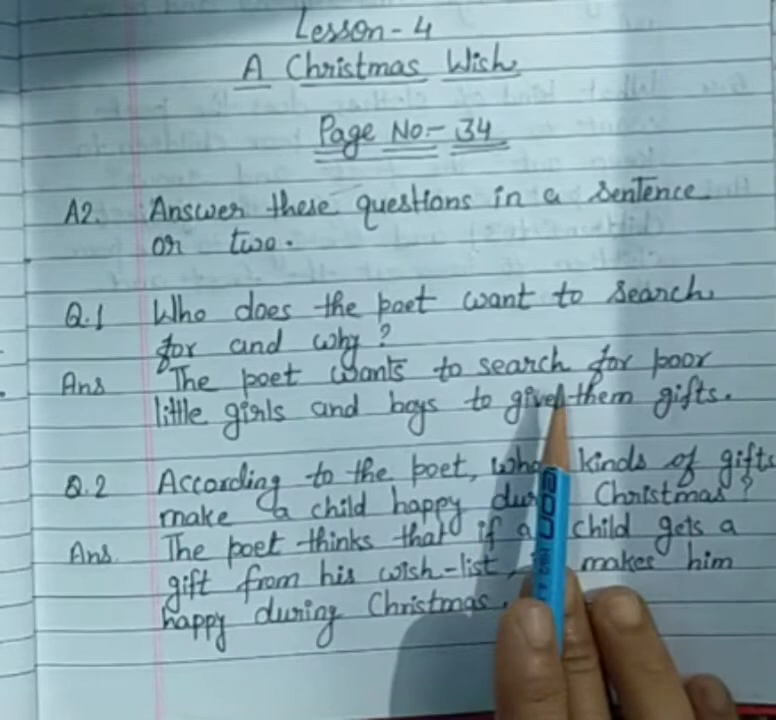 Lesson - 4
A Christmas Wish
Page No:- 34
A2. Answer these questions in a sentence
or two.
Q.1 Who does the poet want to search
for and why?
Ans The poet wants to search for poor
little girls and boys to give them gifts.
Q.2 According to the poet, kinds of gifts
make a child happy Christmas?
Ans. The poet thinks that if a child gets a
gift from his wish-list, makes him
happy during Christmas.